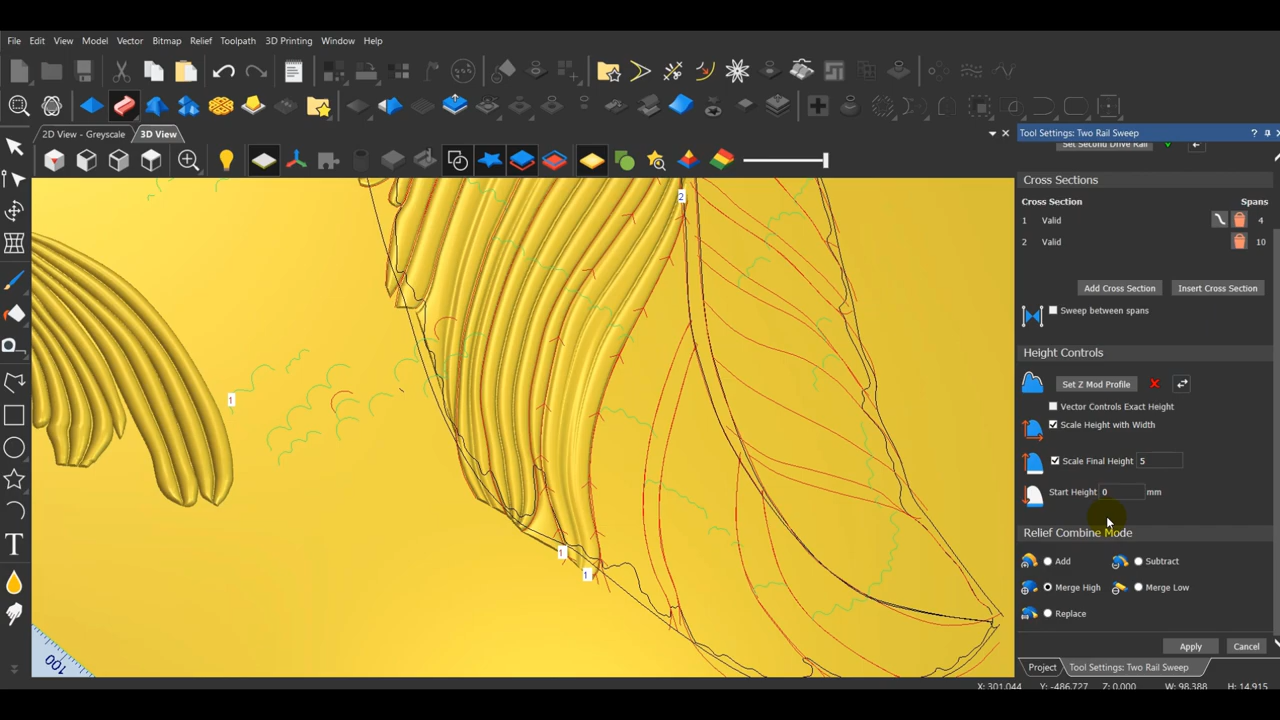 File Edit View Model Vector Bitmap Relief Toolpath 3D Printing Window Help
2D View - Greyscale 3D View
Tool Settings: Two Rail Sweep
Set Second Drive Rail
Cross Sections
Cross Section Spans
1 Valid 4
2 Valid 10
Add Cross Section Insert Cross Section
Sweep between spans
Height Controls
Set Z Mod Profile
Vector Controls Exact Height
Scale Height with Width
Scale Final Height 5
Start Height 0 mm
Relief Combine Mode
Add Subtract
Merge High Merge Low
Replace
Apply Cancel
Project Tool Settings: Two Rail Sweep
X: 301.044 Y: -486.727 Z: 0.000 W: 98.388 H: 14.915
2
1
1
1
100
T